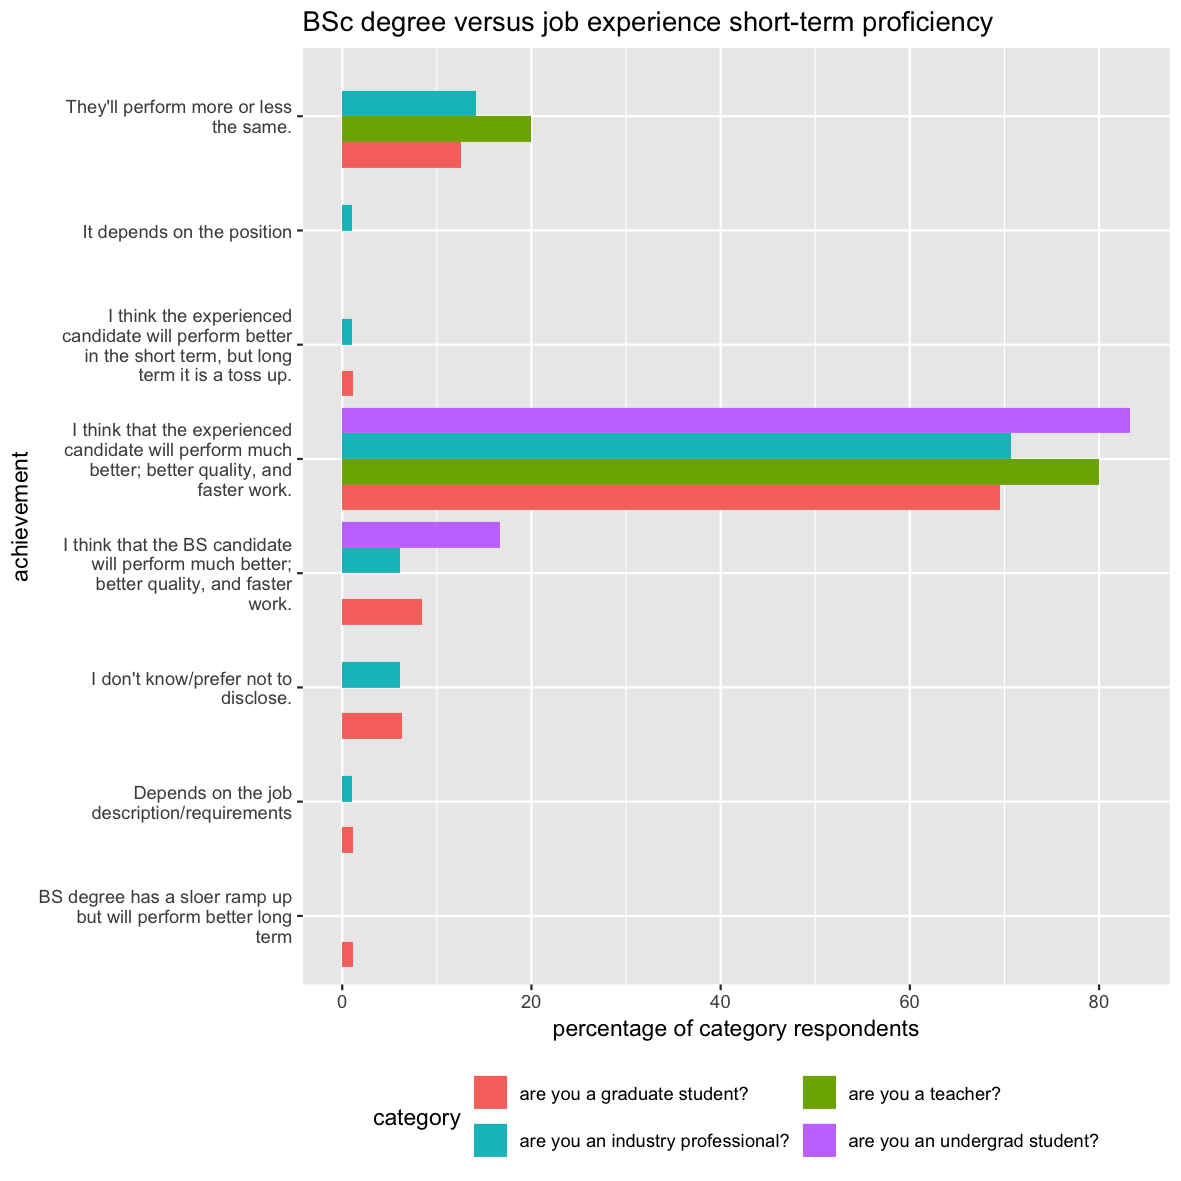 BSc degree versus job experience short-term proficiency
They'll perform more or less
the same.
It depends on the position
I think the experienced
candidate will perform better
in the short term, but long
term it is a toss up.
I think that the experienced
candidate will perform much
better; better quality, and
faster work.
I think that the BS candidate
will perform much better;
better quality, and faster
work.
I don't know/prefer not to
disclose.
Depends on the job
description/requirements
BS degree has a sloer ramp up
but will perform better long
term
achievement
0 20 40 60 80
percentage of category respondents
category
are you a graduate student?
are you a teacher?
are you an industry professional?
are you an undergrad student?